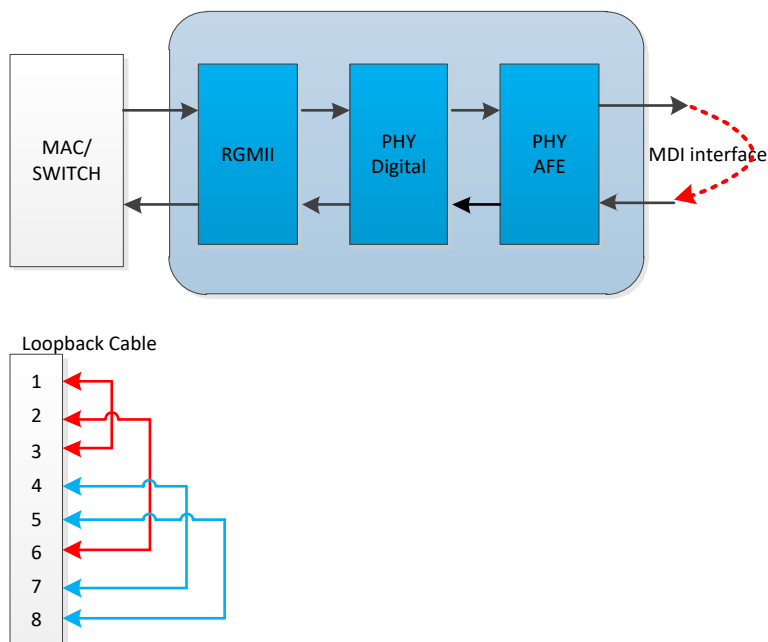 MAC/
SWITCH
RGMII
PHY
Digital
PHY
AFE
MDI interface
Loopback Cable
1
2
3
4
5
6
7
8